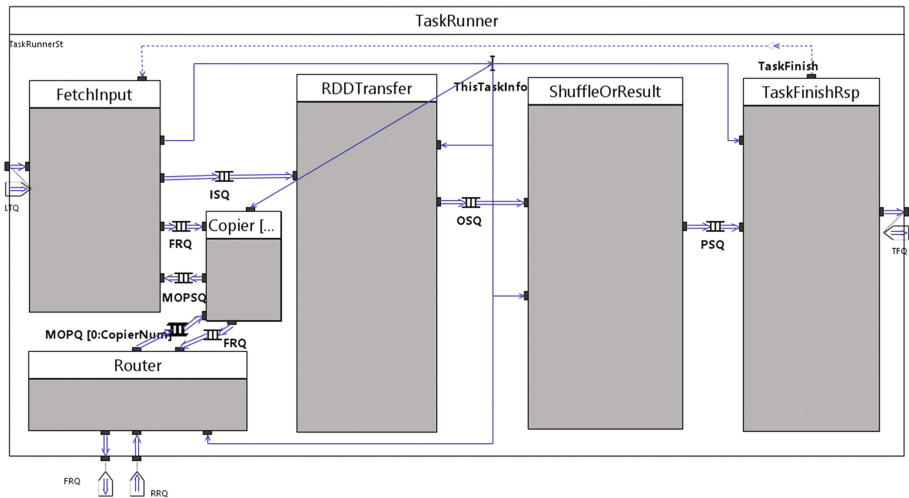 TaskRunner
TaskRunnerSt
TaskFinish
FetchInput
RDDTransfer
ThisTaskInfo
ShuffleOrResult
TaskFinishRsp
ISQ
LTQ
Copier [...
OSQ
FRQ
PSQ
TFQ
MOPSQ
MOPQ [0:CopierNum]
FRQ
Router
FRQ
RRQ